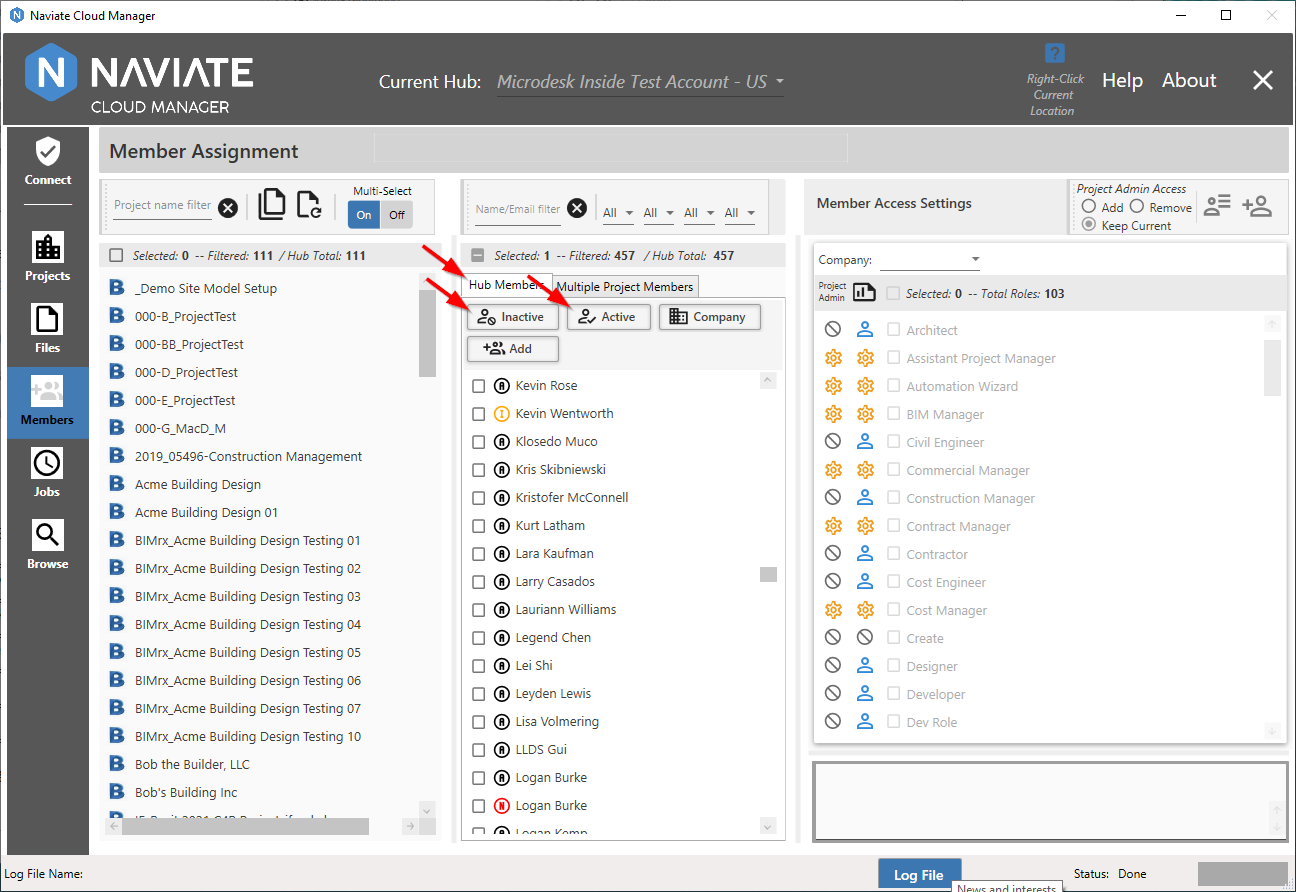 Naviate Cloud Manager
NAVIATE
CLOUD MANAGER
Current Hub: Microdesk Inside Test Account - US
?
Right-Click
Current
Location
Help About
Connect
Projects
Files
Members
Jobs
Browse
Member Assignment
Project name filter
Multi-Select
On Off
Selected: 0 -- Filtered: 111 / Hub Total: 111
_Demo Site Model Setup
000-B_ProjectTest
000-BB_ProjectTest
000-D_ProjectTest
000-E_ProjectTest
000-G_MacD_M
2019_05496-Construction Management
Acme Building Design
Acme Building Design 01
BIMrx_Acme Building Design Testing 01
BIMrx_Acme Building Design Testing 02
BIMrx_Acme Building Design Testing 03
BIMrx_Acme Building Design Testing 04
BIMrx_Acme Building Design Testing 05
BIMrx_Acme Building Design Testing 06
BIMrx_Acme Building Design Testing 07
BIMrx_Acme Building Design Testing 10
Bob the Builder, LLC
Bob's Building Inc
Name/Email filter
All All All All
Selected: 1 -- Filtered: 457 / Hub Total: 457
Hub Members Multiple Project Members
Inactive Active Company
Add
Kevin Rose
Kevin Wentworth
Klosedo Muco
Kris Skibniewski
Kristofer McConnell
Kurt Latham
Lara Kaufman
Larry Casados
Lauriann Williams
Legend Chen
Lei Shi
Leyden Lewis
Lisa Volmering
LLDS Gui
Logan Burke
Logan Burke
Logan Kemp
Member Access Settings
Project Admin Access
Add Remove
Keep Current
Company:
Project
Admin
Selected: 0 -- Total Roles: 103
Architect
Assistant Project Manager
Automation Wizard
BIM Manager
Civil Engineer
Commercial Manager
Construction Manager
Contract Manager
Contractor
Cost Engineer
Cost Manager
Create
Designer
Developer
Dev Role
Log File Name:
Log File
Status: Done
News and interests